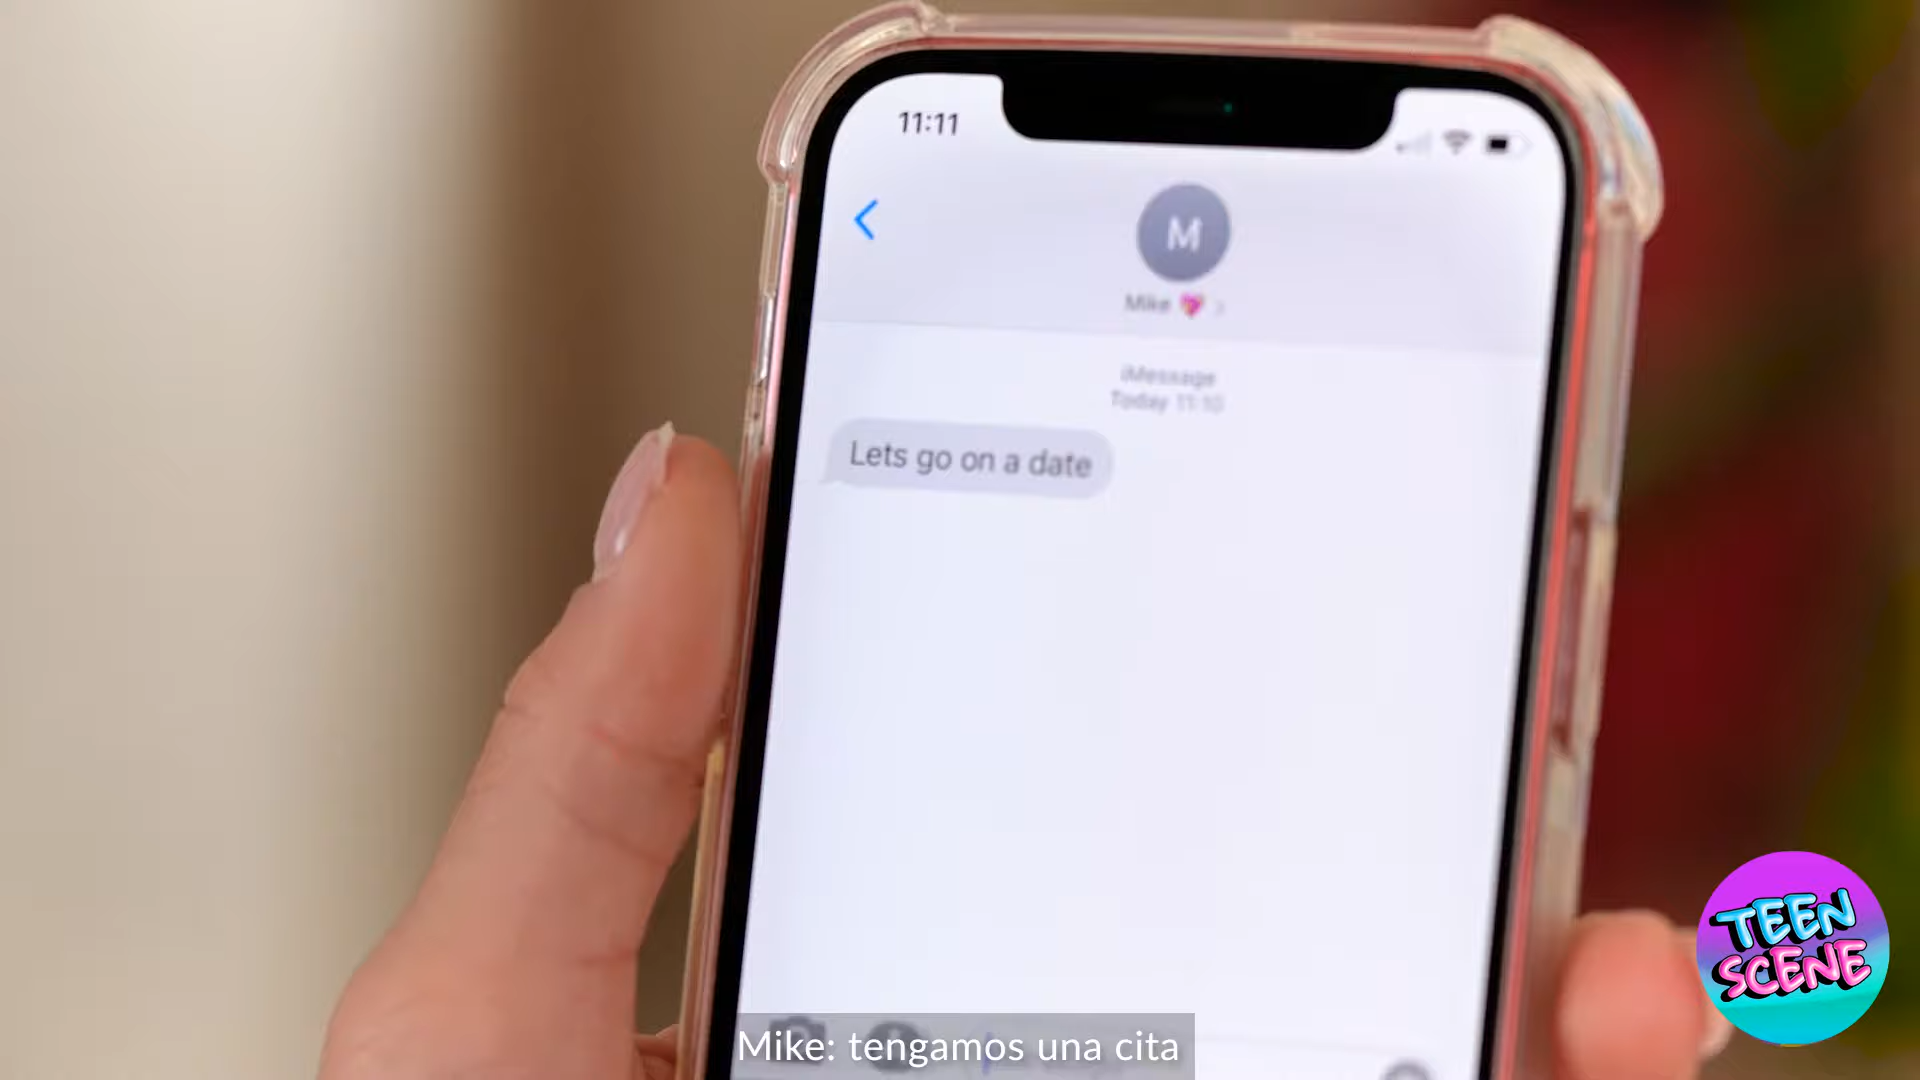 11:11
M
Mike 💖 >
iMessage
Today 11:10
Lets go on a date
TEEN
SCENE
Mike: tengamos una cita